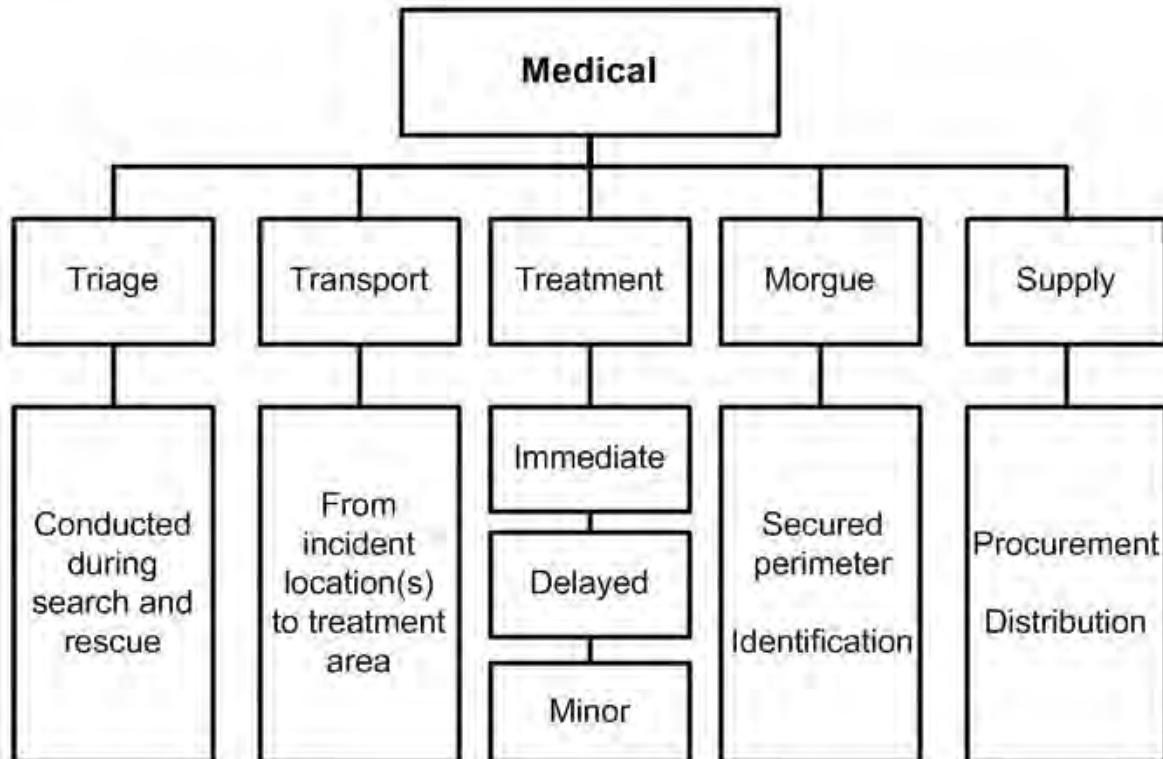 Medical
Triage
Transport
Treatment
Morgue
Supply
Conducted
during
search and
rescue
From
incident
location(s)
to treatment
area
Immediate
Delayed
Minor
Secured
perimeter
Identification
Procurement
Distribution